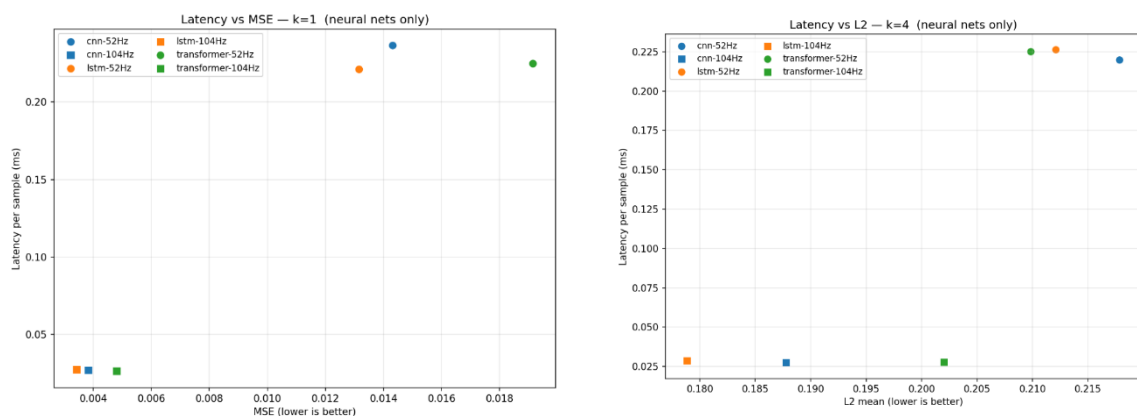 Latency vs MSE — k=1 (neural nets only)
cnn-52Hz
cnn-104Hz
lstm-52Hz
lstm-104Hz
transformer-52Hz
transformer-104Hz
Latency per sample (ms)
0.20
0.15
0.10
0.05
0.004 0.006 0.008 0.010 0.012 0.014 0.016 0.018
MSE (lower is better)
Latency vs L2 — k=4 (neural nets only)
cnn-52Hz
cnn-104Hz
lstm-52Hz
lstm-104Hz
transformer-52Hz
transformer-104Hz
Latency per sample (ms)
0.225
0.200
0.175
0.150
0.125
0.100
0.075
0.050
0.025
0.180 0.185 0.190 0.195 0.200 0.205 0.210 0.215
L2 mean (lower is better)